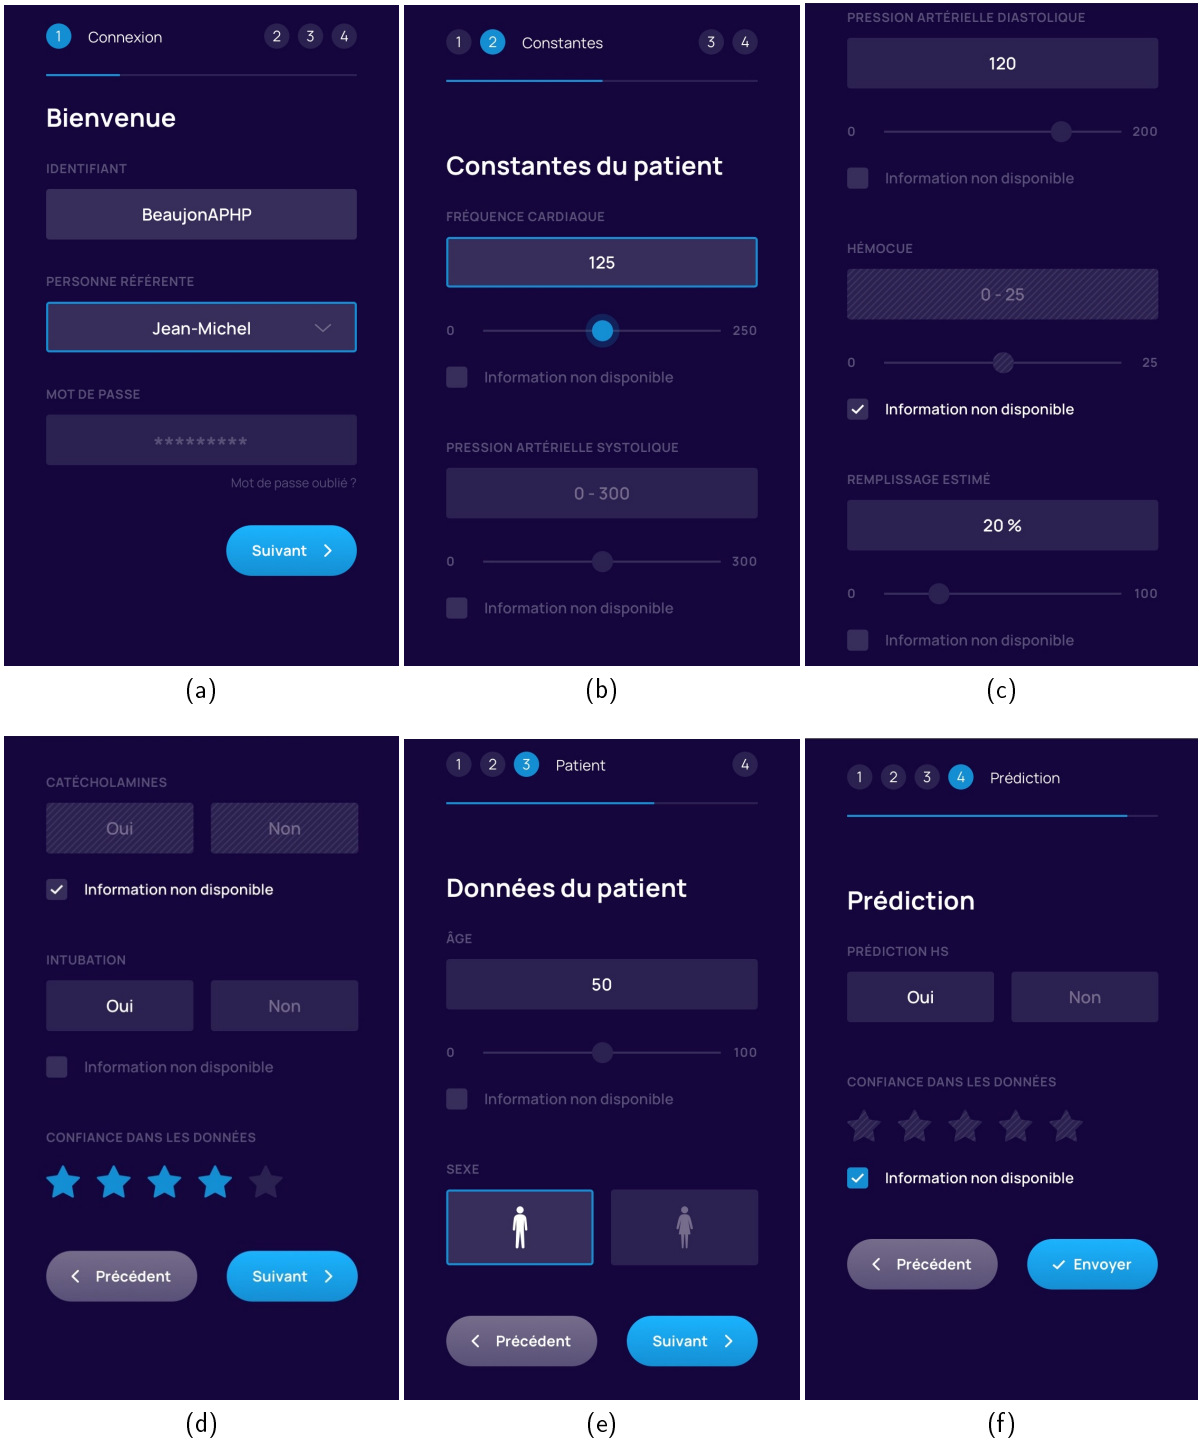 1 Connexion 2 3 4
Bienvenue
IDENTIFIANT
BeaujonAPHP
PERSONNE RÉFÉRENTE
Jean-Michel
MOT DE PASSE
*********
Mot de passe oublié ?
Suivant
(a)
1 2 Constantes 3 4
Constantes du patient
FRÉQUENCE CARDIAQUE
125
0 250
Information non disponible
PRESSION ARTÉRIELLE SYSTOLIQUE
0 - 300
0 300
Information non disponible
(b)
PRESSION ARTÉRIELLE DIASTOLIQUE
120
0 200
Information non disponible
HÉMOCUE
0 - 25
0 25
Information non disponible
REMPLISSAGE ESTIMÉ
20 %
0 100
Information non disponible
(c)
CATÉCHOLAMINES
Oui Non
Information non disponible
INTUBATION
Oui Non
Information non disponible
CONFIANCE DANS LES DONNÉES
Précédent Suivant
(d)
1 2 3 Patient 4
Données du patient
ÂGE
50
0 100
Information non disponible
SEXE
Précédent Suivant
(e)
1 2 3 4 Prédiction
Prédiction
PRÉDICTION HS
Oui Non
CONFIANCE DANS LES DONNÉES
Information non disponible
Précédent Envoyer
(f)